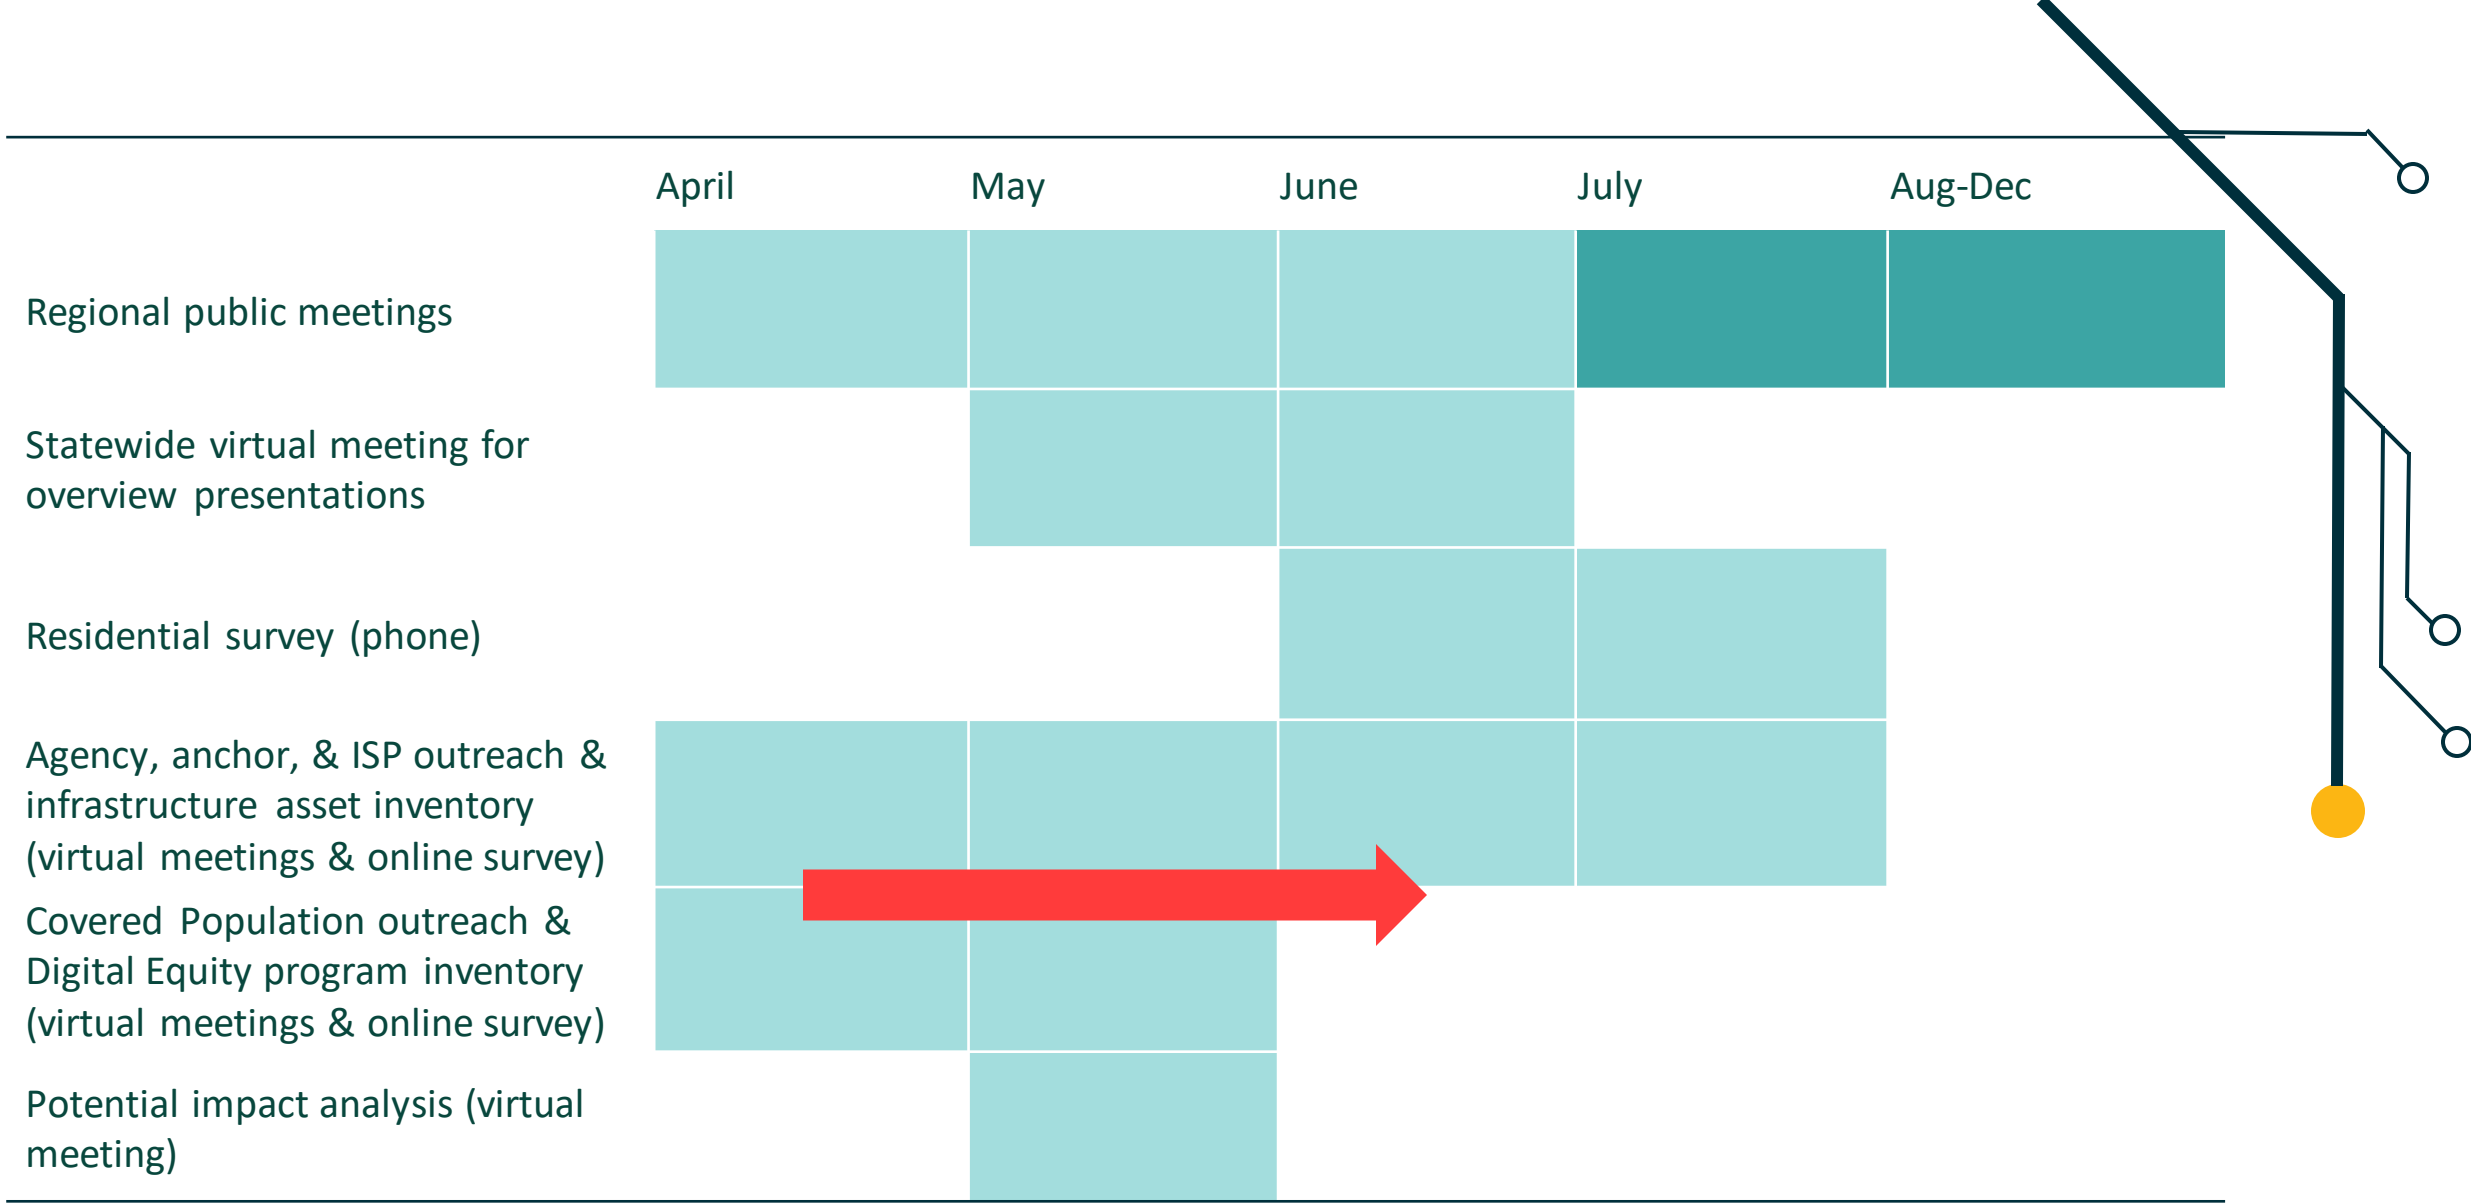 April May June July Aug-Dec
Regional public meetings
Statewide virtual meeting for
overview presentations
Residential survey (phone)
Agency, anchor, & ISP outreach &
infrastructure asset inventory
(virtual meetings & online survey)
Covered Population outreach &
Digital Equity program inventory
(virtual meetings & online survey)
Potential impact analysis (virtual
meeting)